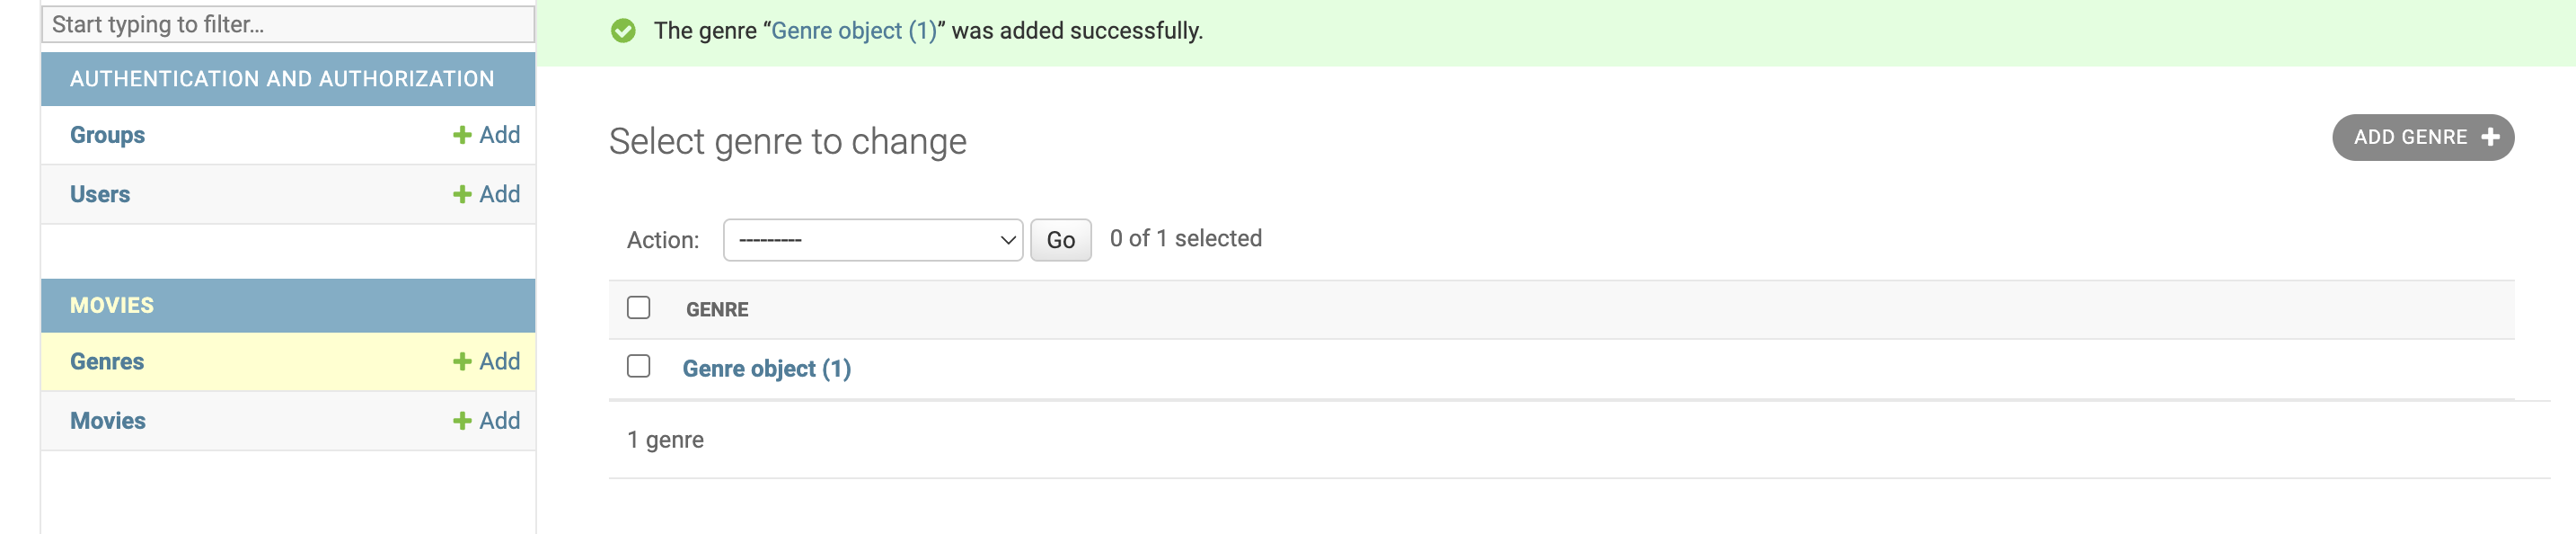 Start typing to filter...
AUTHENTICATION AND AUTHORIZATION
Groups + Add
Users + Add
MOVIES
Genres + Add
Movies + Add
The genre “Genre object (1)” was added successfully.
Select genre to change
ADD GENRE +
Action: --------- Go 0 of 1 selected
GENRE
Genre object (1)
1 genre